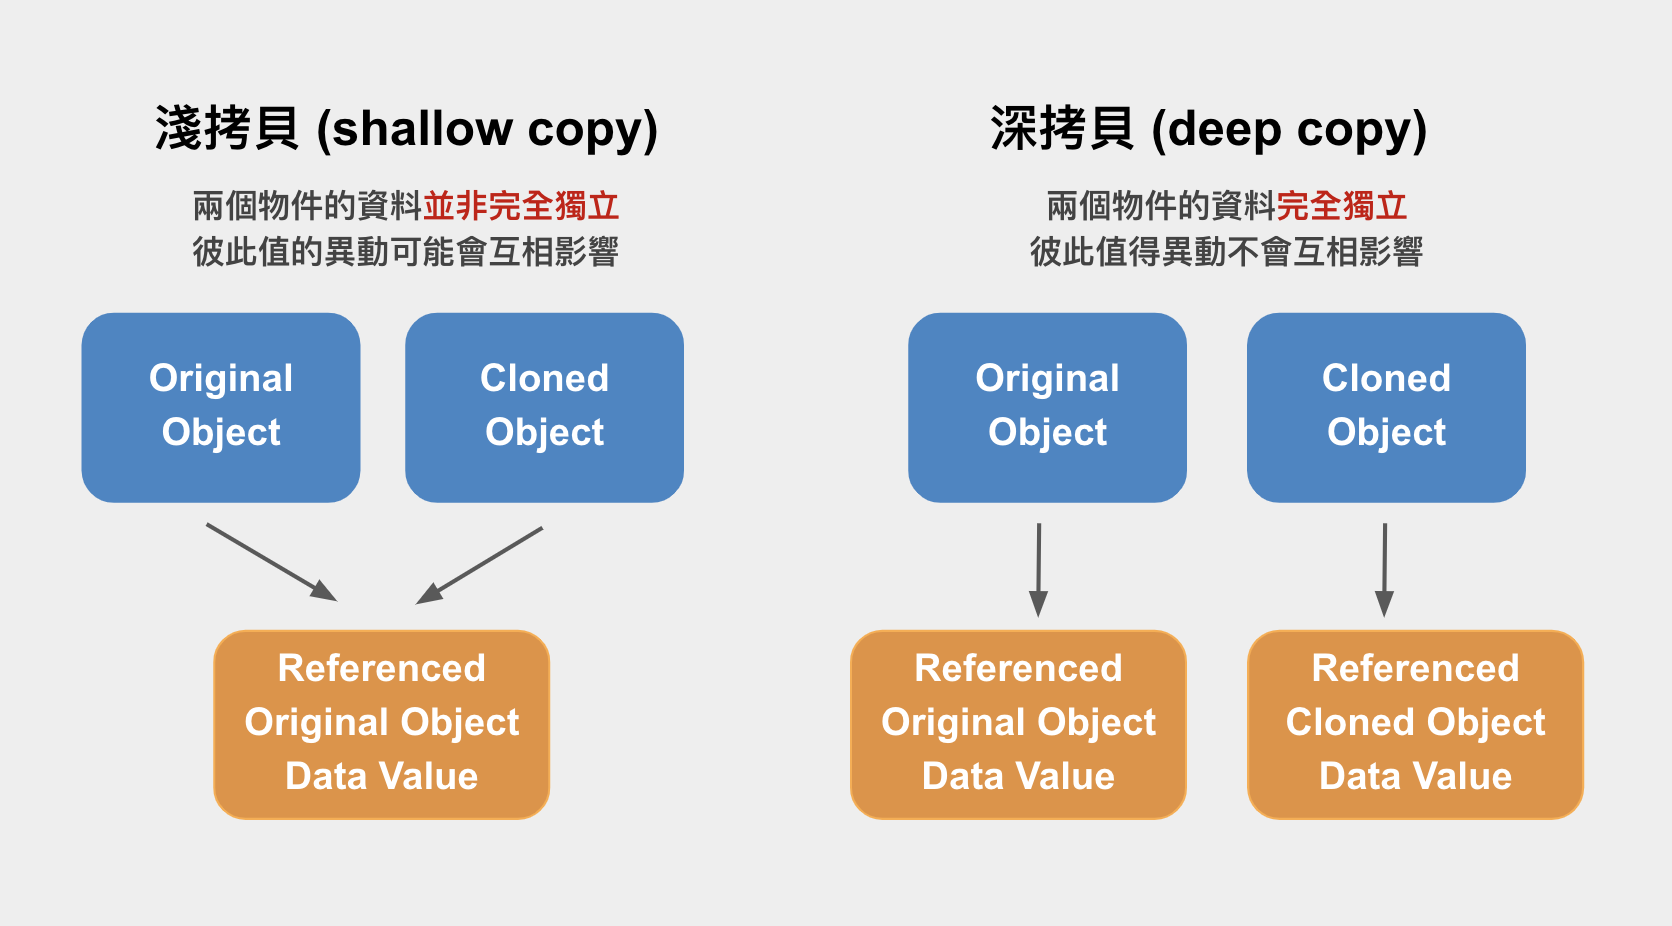 淺拷貝 (shallow copy)
兩個物件的資料並非完全獨立
彼此值的異動可能會互相影響
Original
Object
Cloned
Object
Referenced
Original Object
Data Value
深拷貝 (deep copy)
兩個物件的資料完全獨立
彼此值得異動不會互相影響
Original
Object
Cloned
Object
Referenced
Original Object
Data Value
Referenced
Cloned Object
Data Value